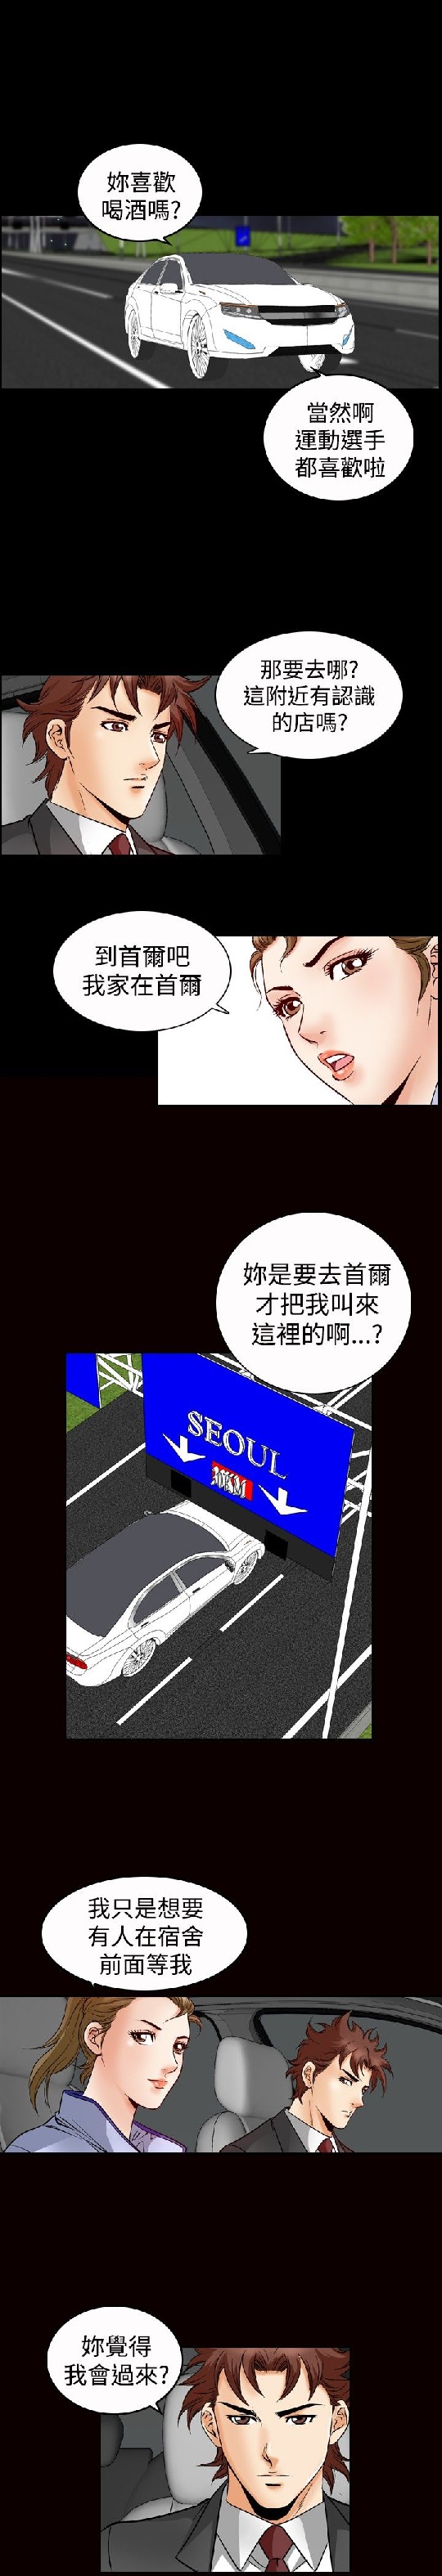 妳喜歡
喝酒嗎?
當然啊
運動選手
都喜歡啦
那要去哪?
這附近有認識
的店嗎?
到首爾吧
我家在首爾
妳是要去首爾
才把我叫來
這裡的啊...?
SEOUL
我只是想要
有人在宿舍
前面等我
妳覺得
我會過來?